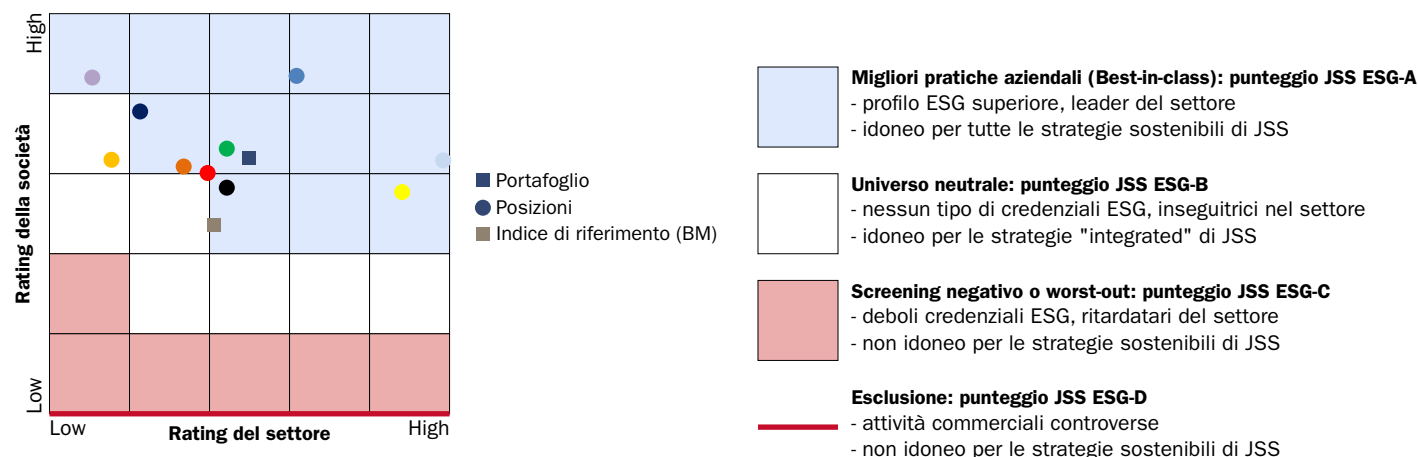 High
Rating della società
Low
Low
Rating del settore
High
Portafoglio
Posizioni
Indice di riferimento (BM)
Migliori pratiche aziendali (Best-in-class): punteggio JSS ESG-A
- profilo ESG superiore, leader del settore
- idoneo per tutte le strategie sostenibili di JSS
Universo neutrale: punteggio JSS ESG-B
- nessun tipo di credenziali ESG, inseguitrici nel settore
- idoneo per le strategie "integrated" di JSS
Screening negativo o worst-out: punteggio JSS ESG-C
- deboli credenziali ESG, ritardatari del settore
- non idoneo per le strategie sostenibili di JSS
Esclusione: punteggio JSS ESG-D
- attività commerciali controverse
- non idoneo per le strategie sostenibili di JSS